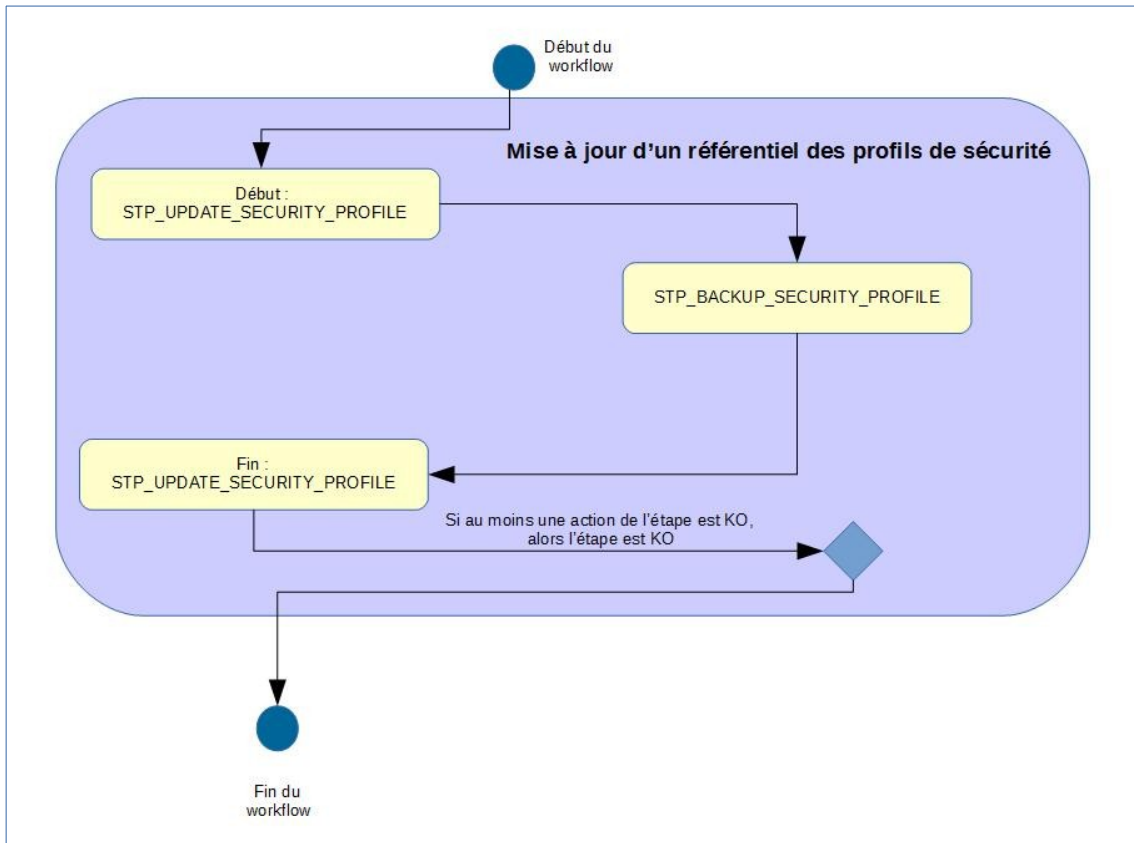 Début du
workflow
Mise à jour d'un référentiel des profils de sécurité
Début :
STP_UPDATE_SECURITY_PROFILE
STP_BACKUP_SECURITY_PROFILE
Fin :
STP_UPDATE_SECURITY_PROFILE
Si au moins une action de l'étape est KO,
alors l'étape est KO
Fin du
workflow